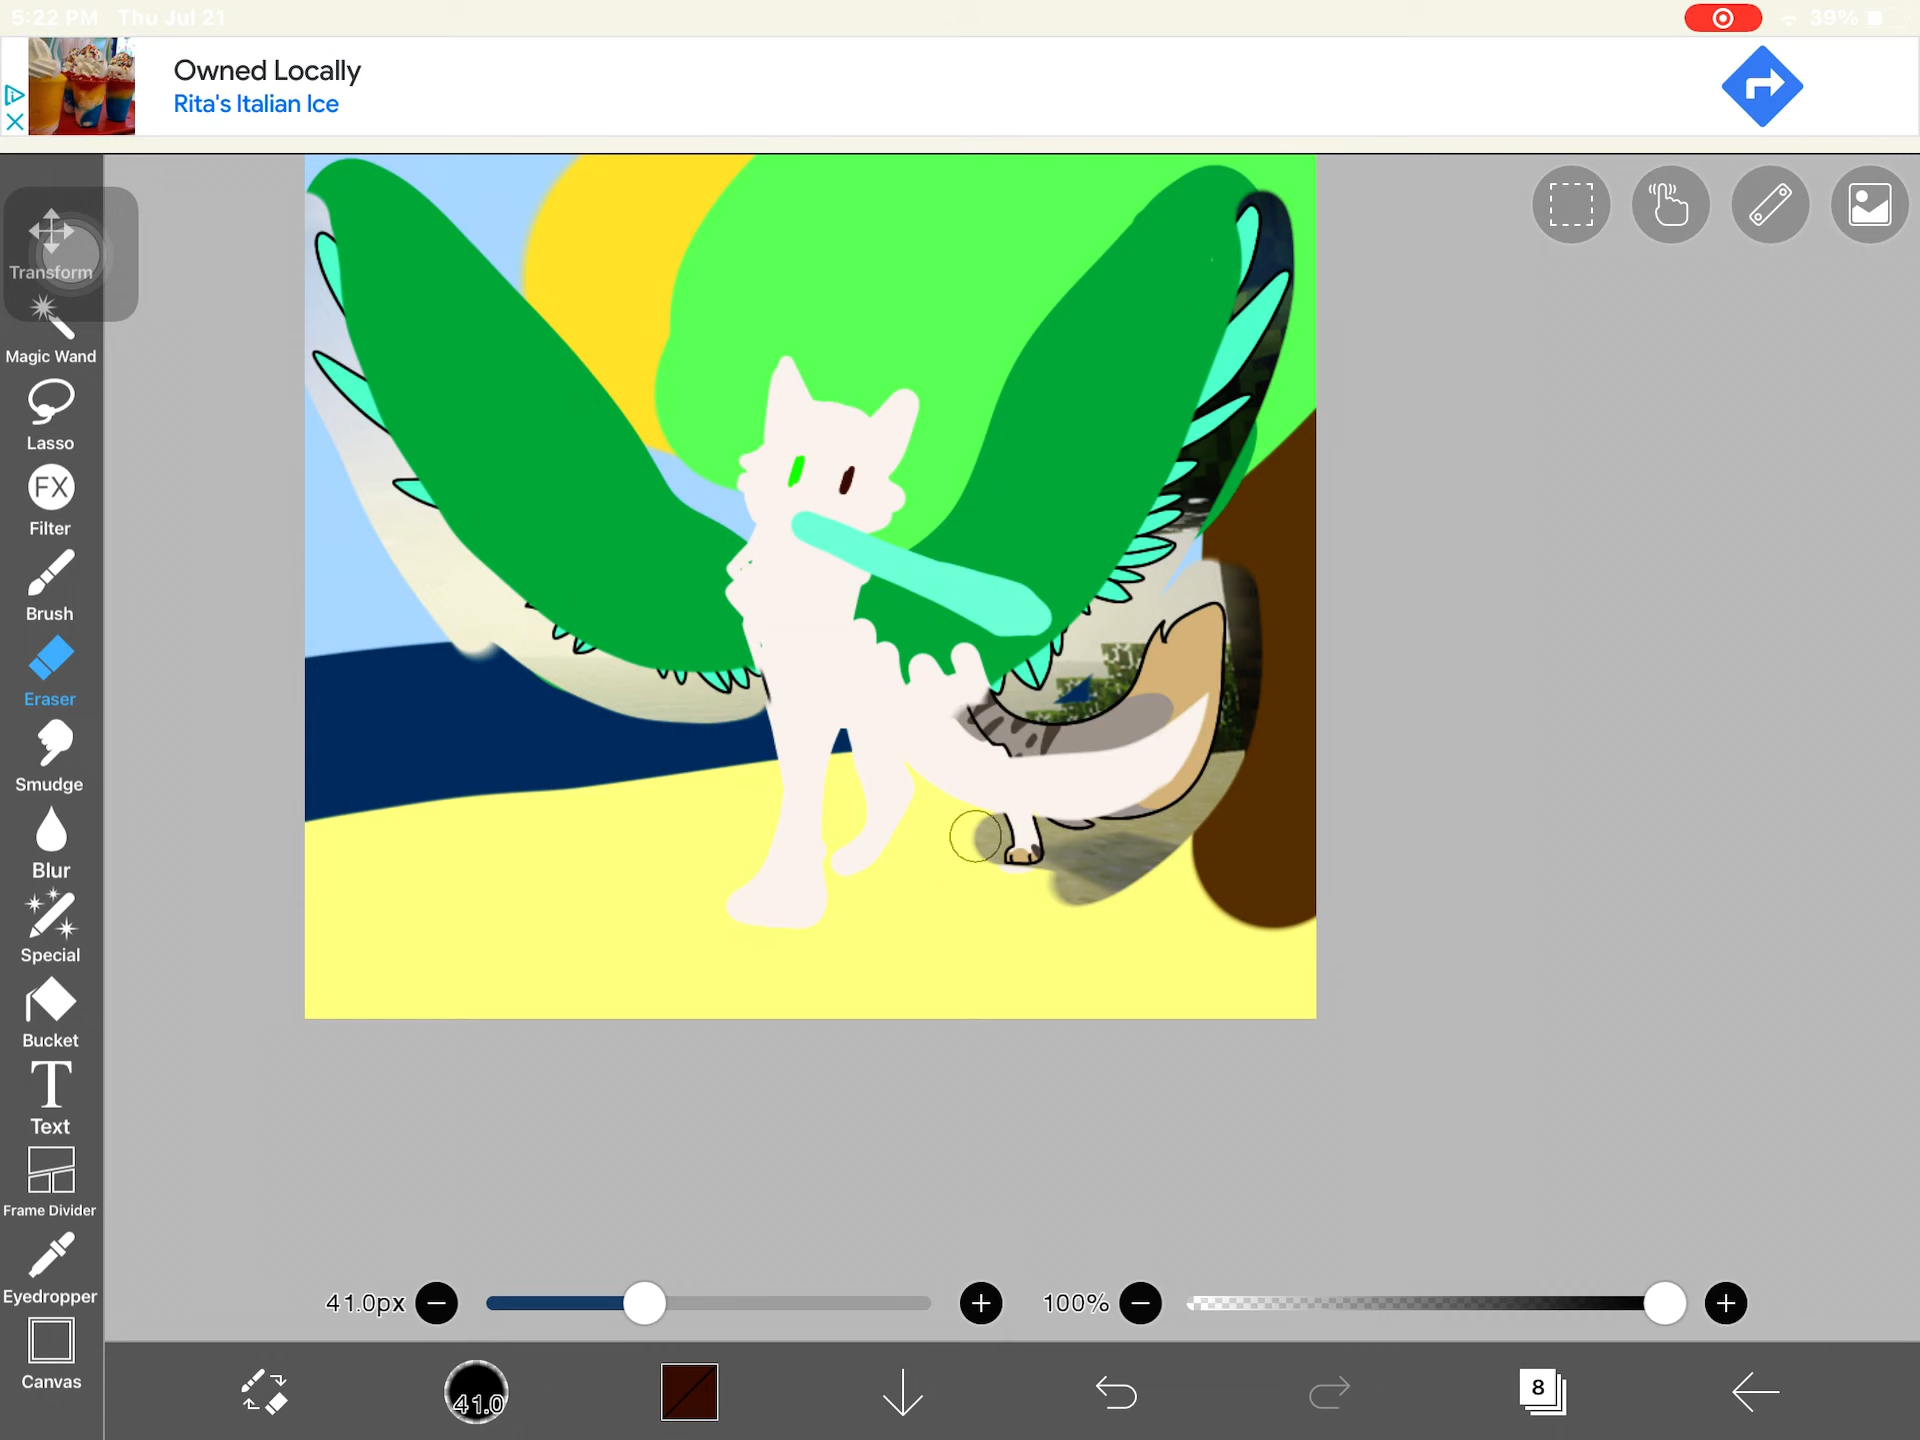 5:22 PM Thu Jul 21
39%
Owned Locally
Rita's Italian Ice
Transform
Magic Wand
Lasso
FX
Filter
Brush
Eraser
Smudge
Blur
Special
Bucket
T
Text
Frame Divider
Eyedropper
Canvas
41.0px
100%
41.0
8